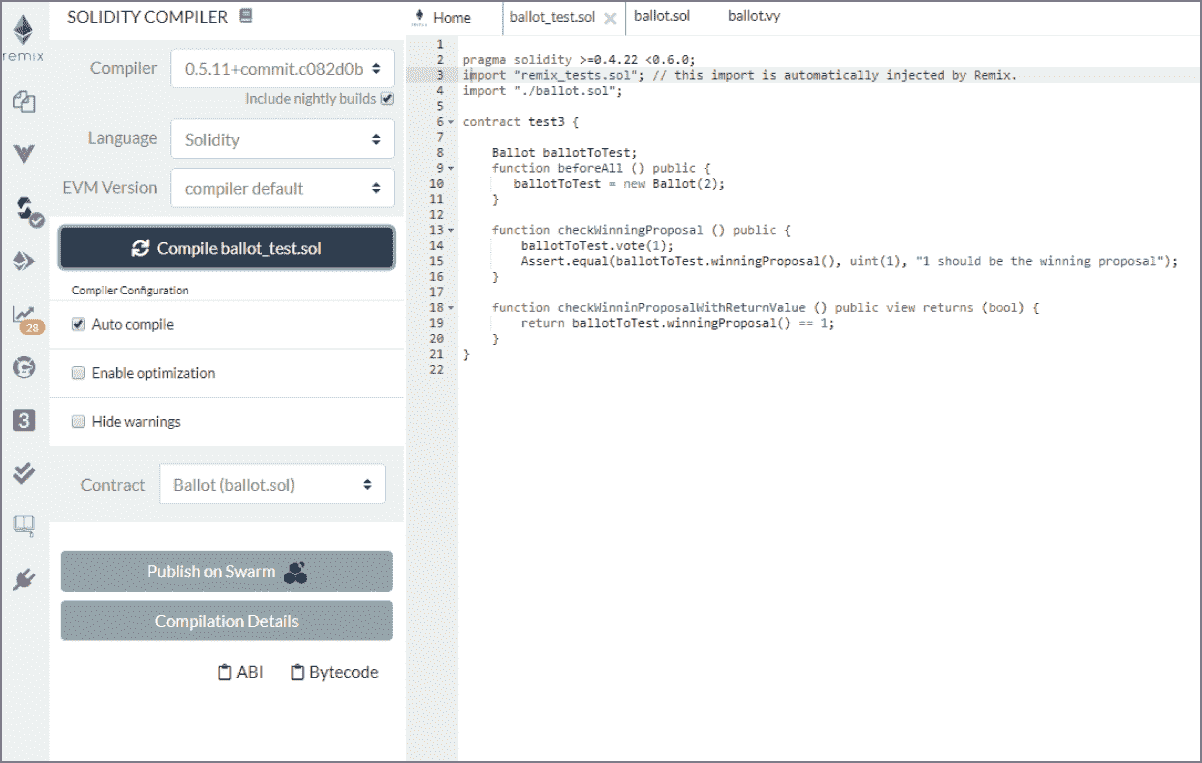 remix
SOLIDITY COMPILER
Compiler 0.5.11+commit.c082d0b
Include nightly builds
Language Solidity
EVM Version compiler default
Compile ballot_test.sol
Compiler Configuration
Auto compile
28
Enable optimization
3
Hide warnings
Contract Ballot (ballot.sol)
Publish on Swarm
Compilation Details
ABI Bytecode
Home ballot_test.sol ballot.sol ballot.vy
1
2 pragma solidity >=0.4.22 <0.6.0;
3 import "remix_tests.sol"; // this import is automatically injected by Remix.
4 import "./ballot.sol";
5
6 contract test3 {
7
8 Ballot ballotToTest;
9 function beforeAll () public {
10 ballotToTest = new Ballot(2);
11 }
12
13 function checkWinningProposal () public {
14 ballotToTest.vote(1);
15 Assert.equal(ballotToTest.winningProposal(), uint(1), "1 should be the winning proposal");
16 }
17
18 function checkWinninProposalWithReturnValue () public view returns (bool) {
19 return ballotToTest.winningProposal() == 1;
20 }
21 }
22